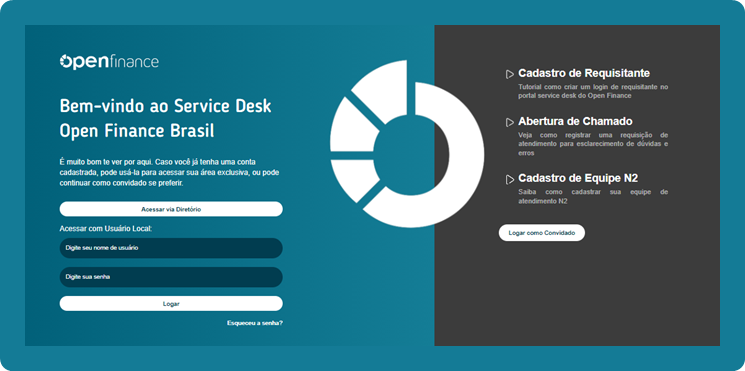 openfinance
Bem-vindo ao Service Desk
Open Finance Brasil
É muito bom te ver por aqui. Caso você já tenha uma conta
cadastrada, pode usá-la para acessar sua área exclusiva, ou pode
continuar como convidado se preferir.
Acessar via Diretório
Acessar com Usuário Local:
Digite seu nome de usuário
Digite sua senha
Logar
Esqueceu a senha?
Cadastro de Requisitante
Tutorial como criar um login de requisitante no
portal service desk do Open Finance
Abertura de Chamado
Veja como registrar uma requisição de
atendimento para esclarecimento de dúvidas e
erros
Cadastro de Equipe N2
Saiba como cadastrar sua equipe de
atendimento N2
Logar como Convidado